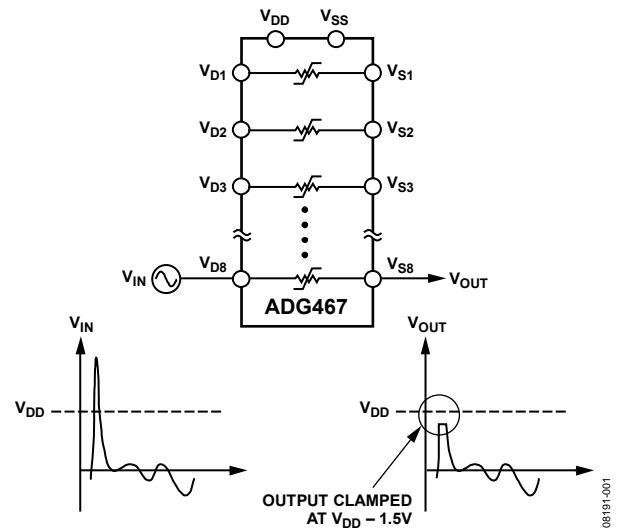 VDD VSS
VD1 VS1
VD2 VS2
VD3 VS3
VIN VD8 VS8 VOUT
ADG467
VIN VOUT
VDD VDD
OUTPUT CLAMPED
AT VDD – 1.5V
08191-001